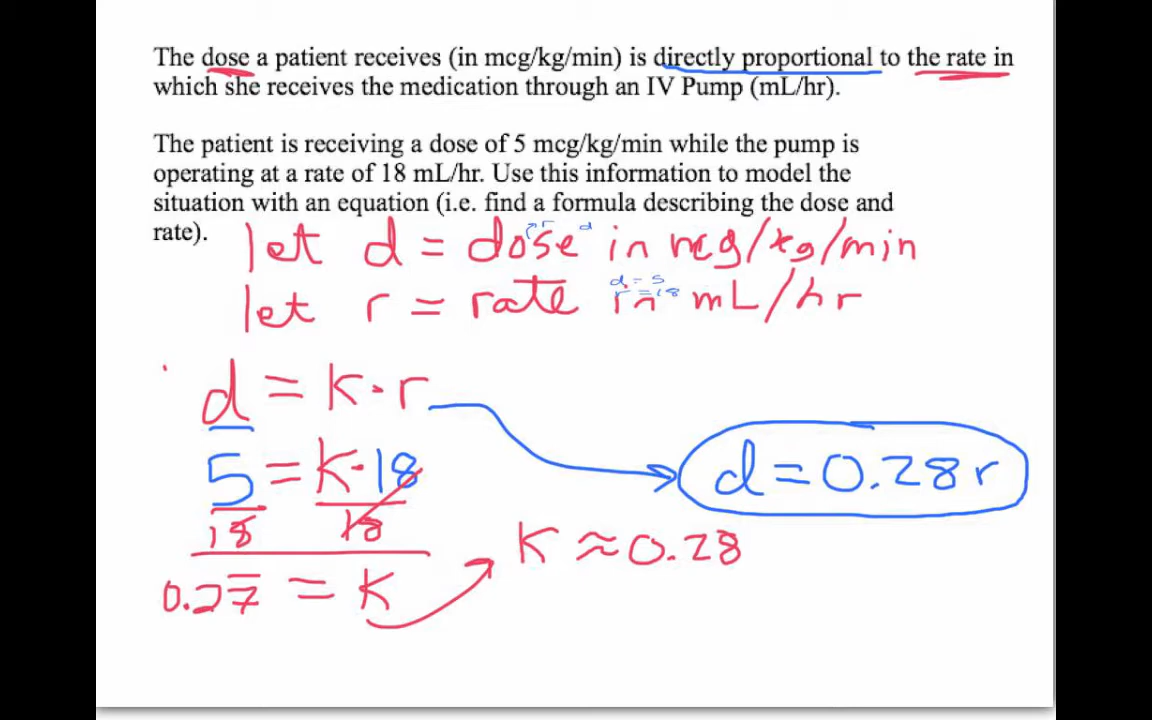 The dose a patient receives (in mcg/kg/min) is directly proportional to the rate in
which she receives the medication through an IV Pump (mL/hr).
The patient is receiving a dose of 5 mcg/kg/min while the pump is
operating at a rate of 18 mL/hr. Use this information to model the
situation with an equation (i.e. find a formula describing the dose and
rate).
let d = dose in mcg/kg/min
d = 5
r = 18
let r = rate in mL/hr
d = k · r
5 = k · 18
18 18
d = 0.28 r
k ≈ 0.28
0.27̅ = k